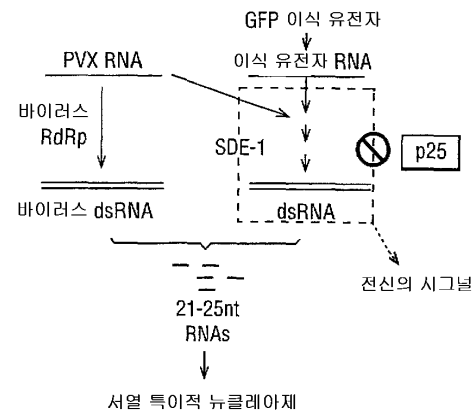 GFP 이식 유전자
PVX RNA
이식 유전자 RNA
바이러스
RdRp
SDE-1
p25
바이러스 dsRNA
dsRNA
전신의 시그널
21-25nt
RNAs
서열 특이적 뉴클레아제